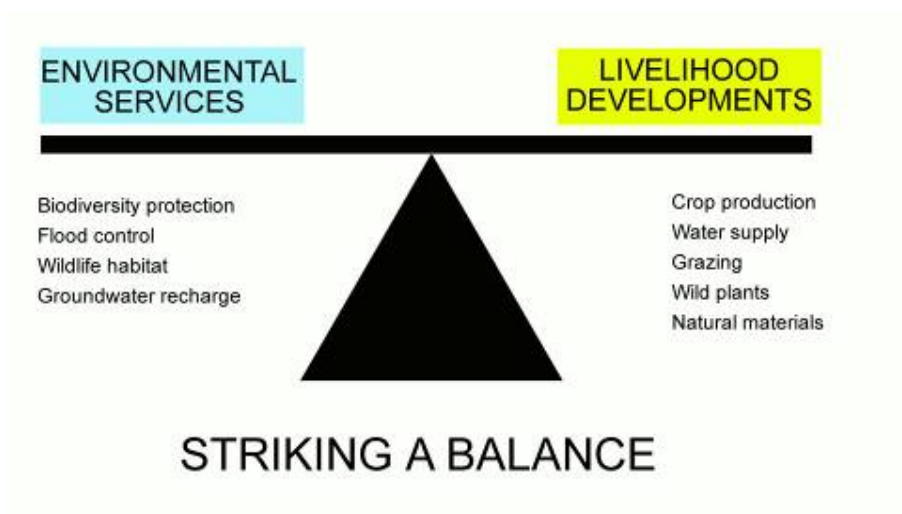 ENVIRONMENTAL
SERVICES
LIVELIHOOD
DEVELOPMENTS
Biodiversity protection
Flood control
Wildlife habitat
Groundwater recharge
Crop production
Water supply
Grazing
Wild plants
Natural materials
STRIKING A BALANCE